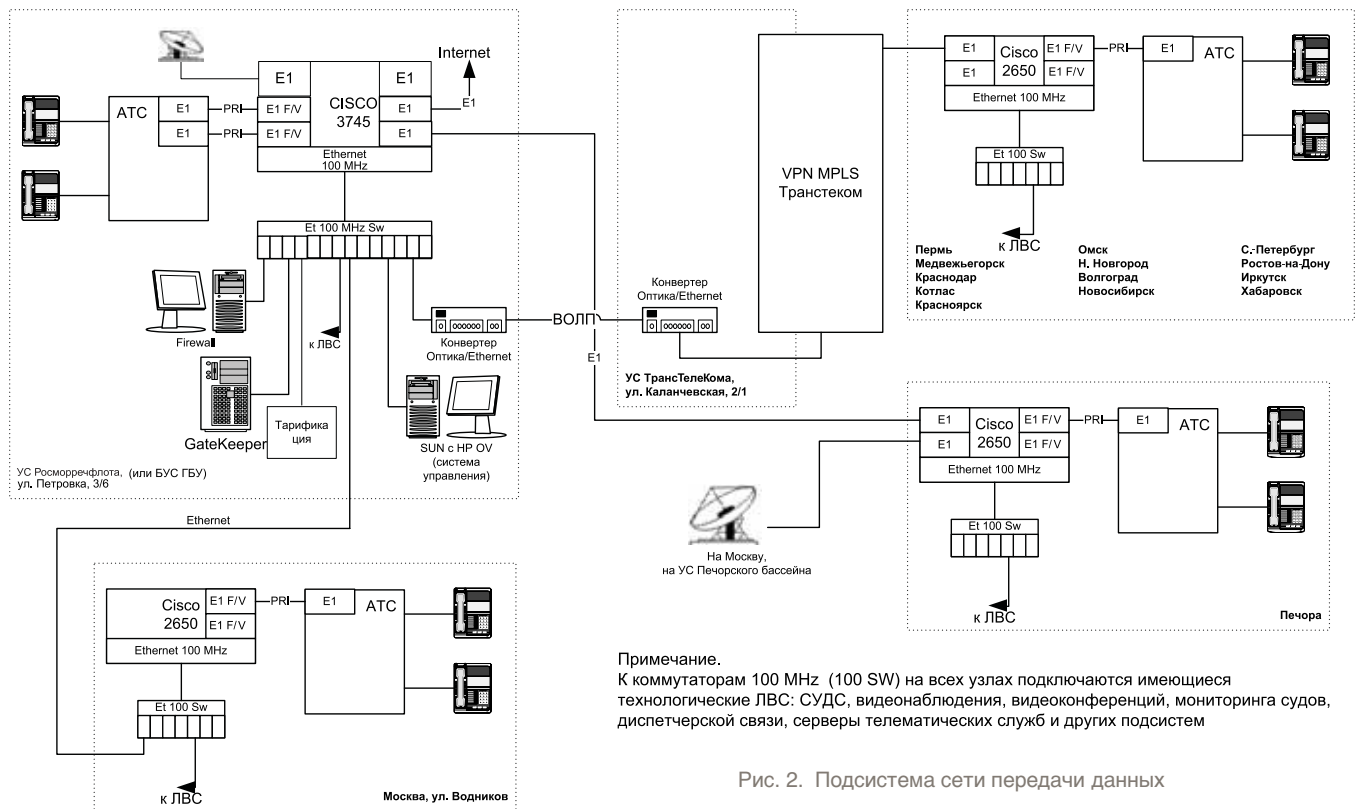 Internet
E1
E1
E1
CISCO
3745
ATC
E1
PRI
E1 F/V
E1
E1
PRI
E1 F/V
E1
Ethernet
100 MHz
Et 100 MHz Sw
Firewall
к ЛВС
Конвертер
Оптика/Ethernet
ВОЛП
E1
GateKeeper
Тарифика
ция
SUN с HP OV
(система
управления)
УС Росморречфлота, (или БУС ГБУ)
ул. Петровка, 3/6
VPN MPLS
Транстеком
Конвертер
Оптика/Ethernet
УС ТрансТелеКома,
ул. Каланчевская, 2/1
E1
Cisco
2650
E1 F/V
PRI
E1
ATC
E1
E1 F/V
Ethernet 100 MHz
Et 100 Sw
к ЛВС
Пермь
Медвежьегорск
Краснодар
Котлас
Красноярск
Омск
Н. Новгород
Волгоград
Новосибирск
С.-Петербург
Ростов-на-Дону
Иркутск
Хабаровск
E1
Cisco
2650
E1 F/V
PRI
E1
ATC
E1
E1 F/V
Ethernet 100 MHz
Et 100 Sw
к ЛВС
Печора
На Москву,
на УС Печорского бассейна
Ethernet
Cisco
2650
E1 F/V
PRI
E1
ATC
E1 F/V
Ethernet 100 MHz
Et 100 Sw
к ЛВС
Москва, ул. Водников
Примечание.
К коммутаторам 100 MHz (100 SW) на всех узлах подключаются имеющиеся
технологические ЛВС: СУДС, видеонаблюдения, видеоконференций, мониторинга судов,
диспетчерской связи, серверы телематических служб и других подсистем
Рис. 2. Подсистема сети передачи данных